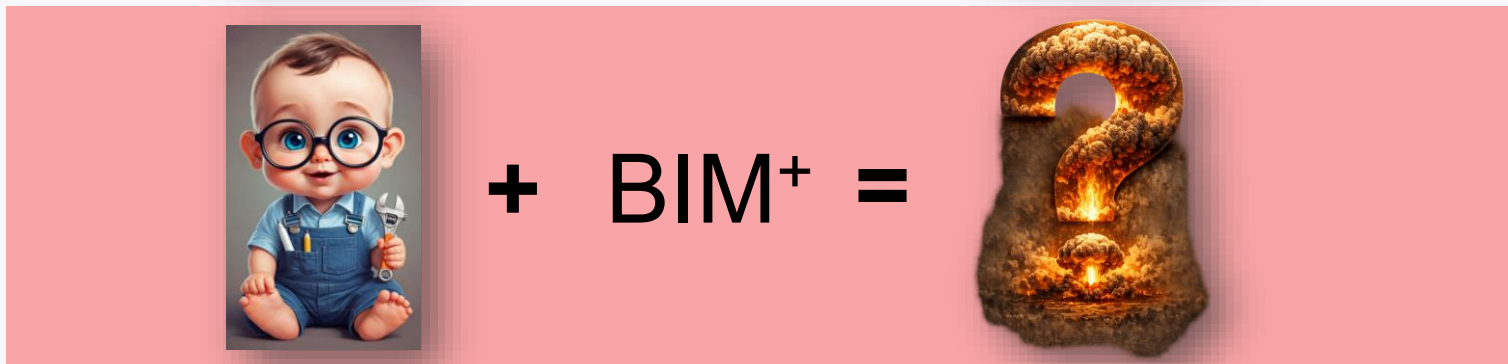 + BIM⁺ = ?